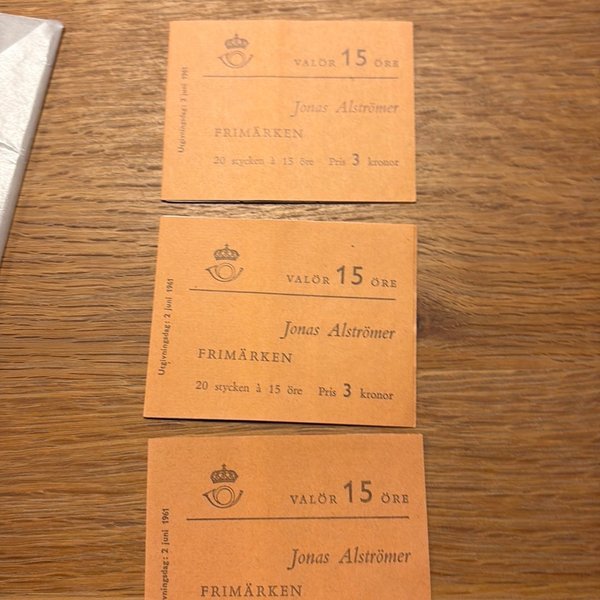 VALÖR 15 ÖRE
Jonas Alströmer
FRIMÄRKEN
20 stycken à 15 öre Pris 3 kronor
Utgivningsdag: 2 juni 1961
VALÖR 15 ÖRE
Jonas Alströmer
FRIMÄRKEN
20 stycken à 15 öre Pris 3 kronor
Utgivningsdag: 2 juni 1961
VALÖR 15 ÖRE
Jonas Alströmer
FRIMÄRKEN
2 juni 1961